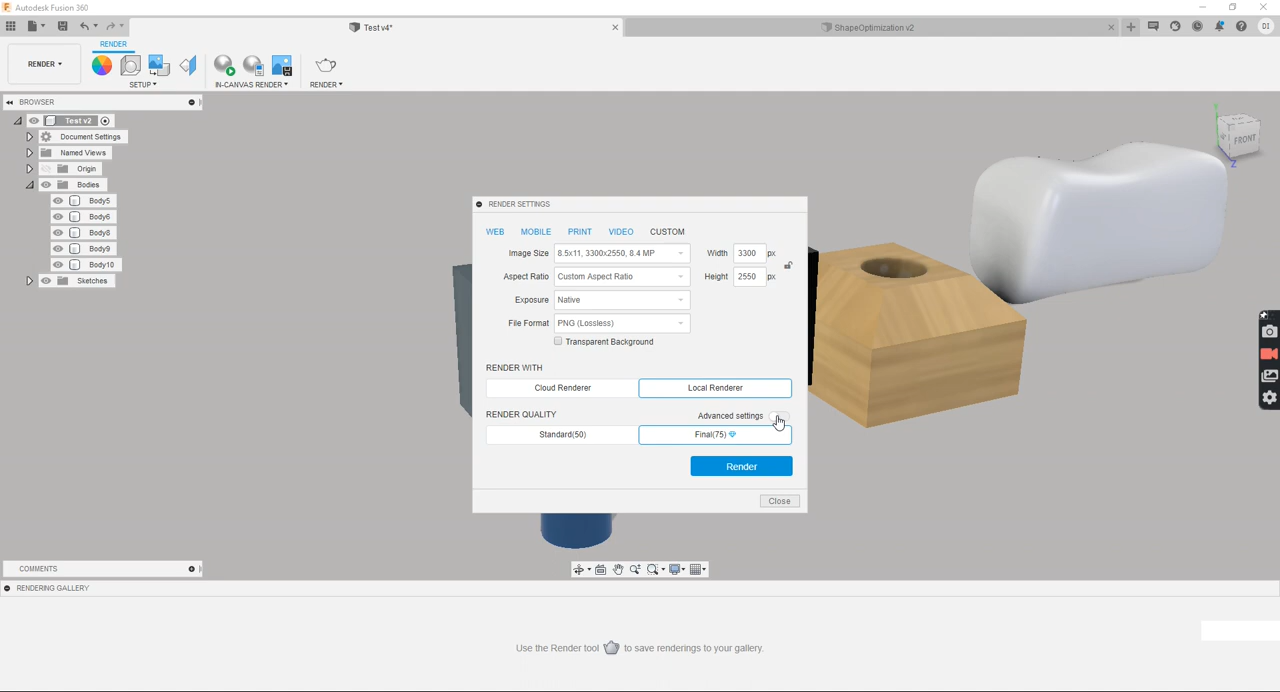 Autodesk Fusion 360
Test v4*
ShapeOptimization v2
DI
RENDER
RENDER
SETUP
IN-CANVAS RENDER
RENDER
BROWSER
Test v2
Document Settings
Named Views
Origin
Bodies
Body5
Body6
Body8
Body9
Body10
Sketches
FRONT
Z
RENDER SETTINGS
WEB MOBILE PRINT VIDEO CUSTOM
Image Size 8.5x11, 3300x2550, 8.4 MP Width 3300 px
Aspect Ratio Custom Aspect Ratio Height 2550 px
Exposure Native
File Format PNG (Lossless)
Transparent Background
RENDER WITH
Cloud Renderer Local Renderer
RENDER QUALITY Advanced settings
Standard(50) Final(75)
Render
Close
COMMENTS
RENDERING GALLERY
Use the Render tool to save renderings to your gallery.